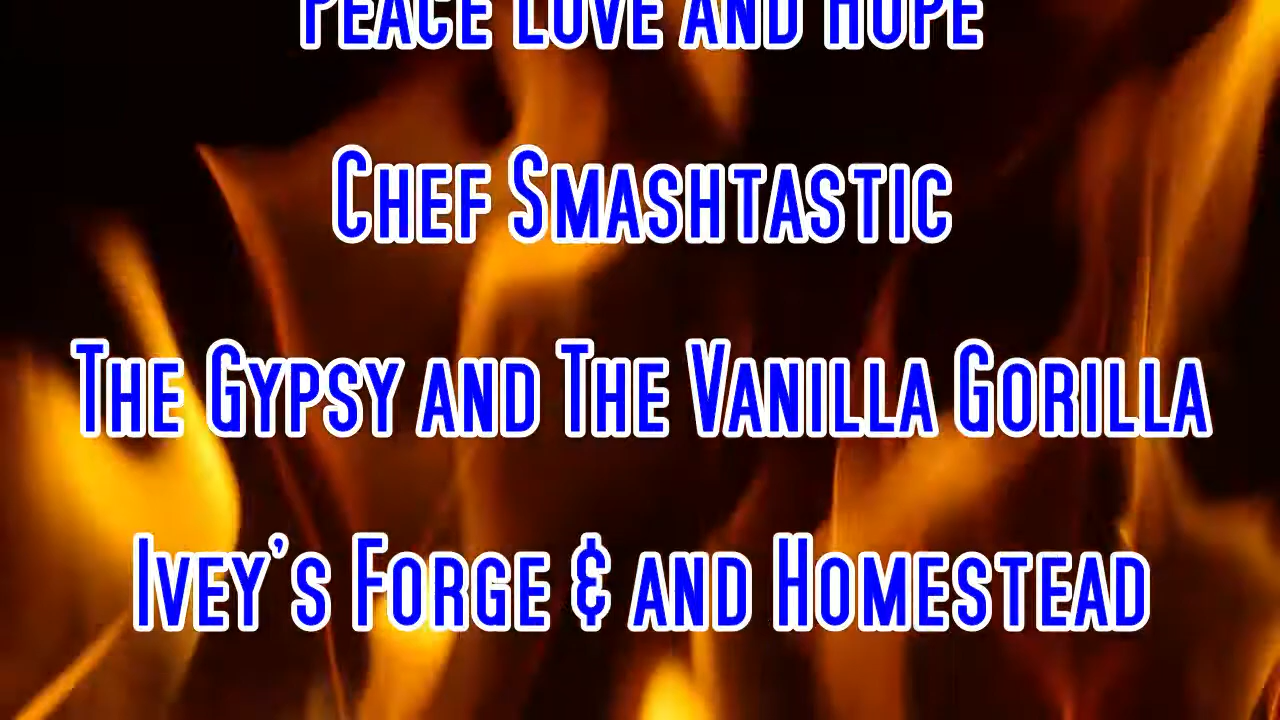 Peace Love and Hope
Chef Smashtastic
The Gypsy and The Vanilla Gorilla
Ivey's Forge & and Homestead